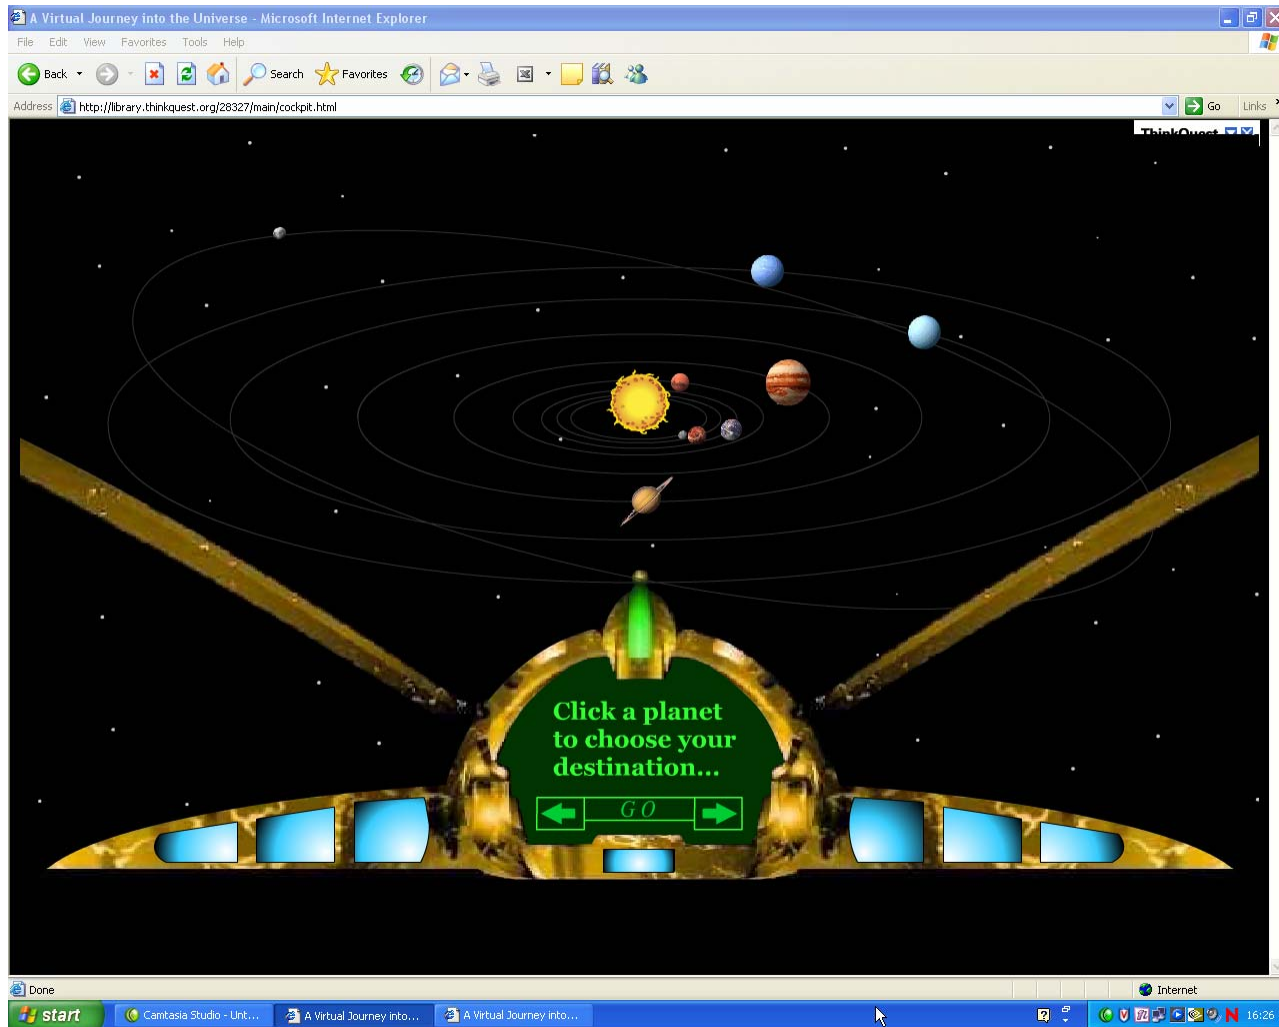 A Virtual Journey into the Universe - Microsoft Internet Explorer
File Edit View Favorites Tools Help
Back Search Favorites
Address http://library.thinkquest.org/28327/main/cockpit.html Go Links
ThinkQuest
Click a planet
to choose your
destination...
GO
Done Internet
start Camtasia Studio - Unt... A Virtual Journey into... A Virtual Journey into... 16:26